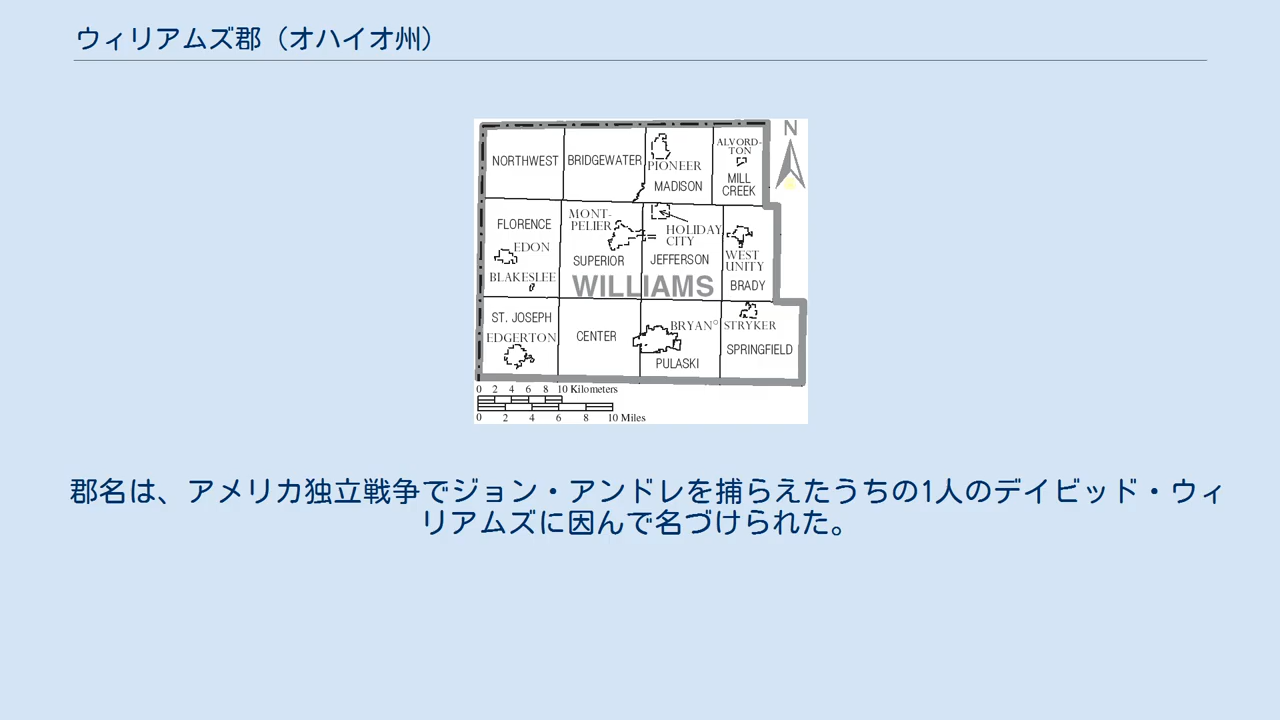 ウィリアムズ郡（オハイオ州）
N
NORTHWEST
BRIDGEWATER
PIONEER
MADISON
ALVORD-
TON
MILL
CREEK
FLORENCE
EDON
BLAKESLEE
MONT-
PELIER
SUPERIOR
HOLIDAY
CITY
JEFFERSON
WEST
UNITY
BRADY
WILLIAMS
ST. JOSEPH
EDGERTON
CENTER
BRYAN
PULASKI
STRYKER
SPRINGFIELD
0 2 4 6 8 10 Kilometers
0 2 4 6 8 10 Miles
郡名は、アメリカ独立戦争でジョン・アンドレを捕らえたうちの1人のデイビッド・ウィ
リアムズに因んで名づけられた。